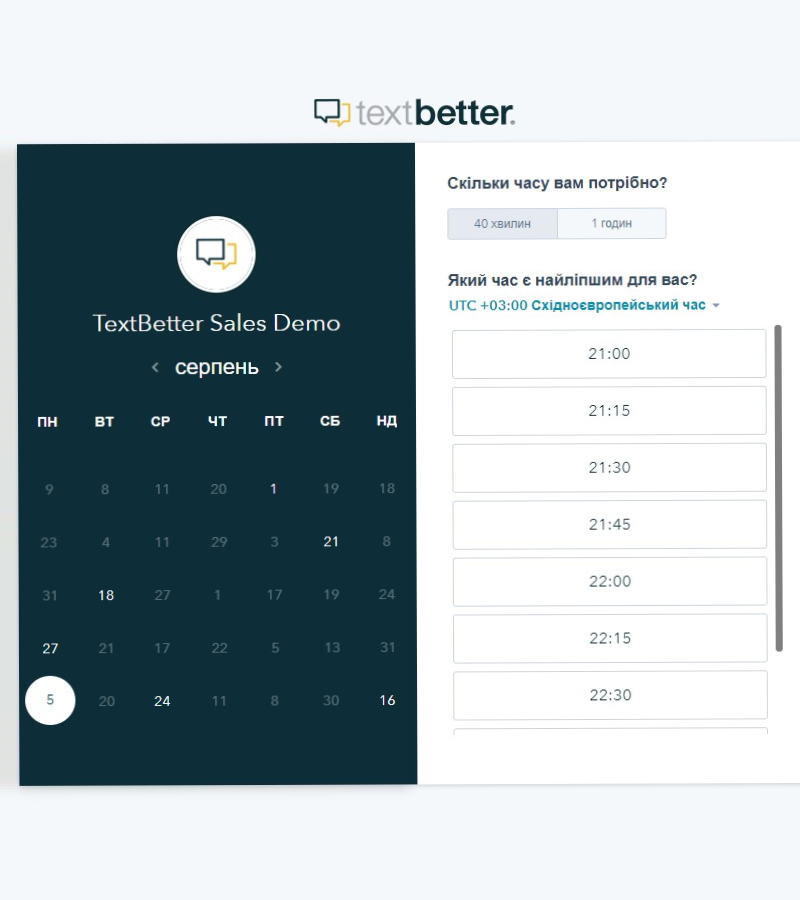 textbetter.
TextBetter Sales Demo
серпень
ПН ВТ СР ЧТ ПТ СБ НД
9 8 11 20 1 19 18
23 4 11 29 3 21 8
31 18 27 1 17 19 24
27 21 17 22 5 13 31
5 20 24 11 8 30 16
Скільки часу вам потрібно?
40 хвилин 1 годин
Який час є найліпшим для вас?
UTC +03:00 Східноєвропейський час
21:00
21:15
21:30
21:45
22:00
22:15
22:30